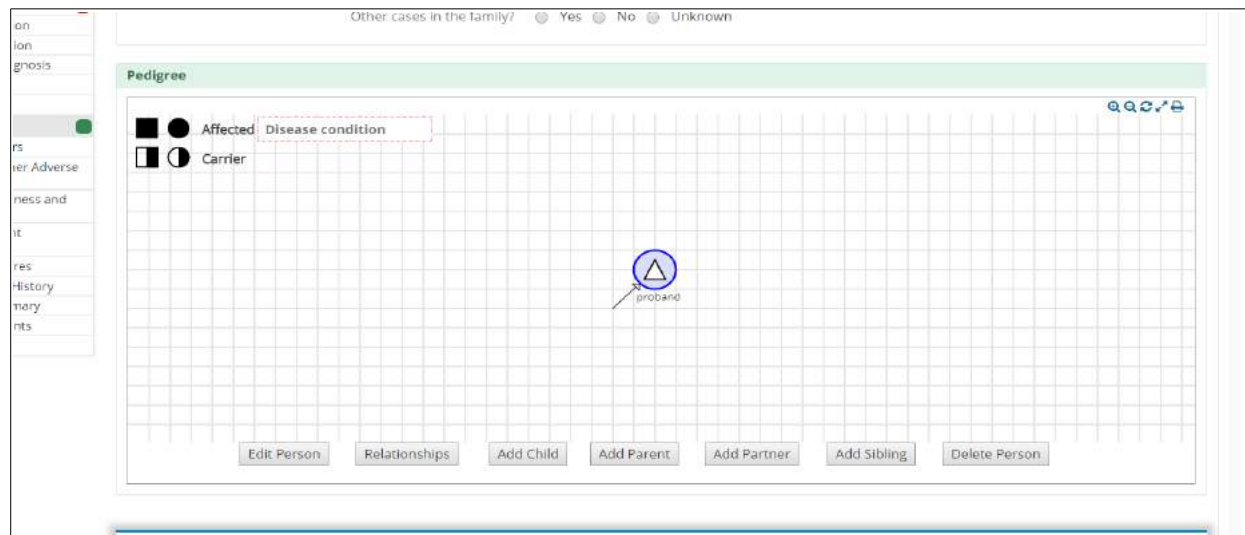 Other cases in the family? Yes No Unknown
on
ion
gnosis
rs
ner Adverse
ness and
nt
res
History
mary
nts
Pedigree
Affected Disease condition
Carrier
proband
Edit Person Relationships Add Child Add Parent Add Partner Add Sibling Delete Person